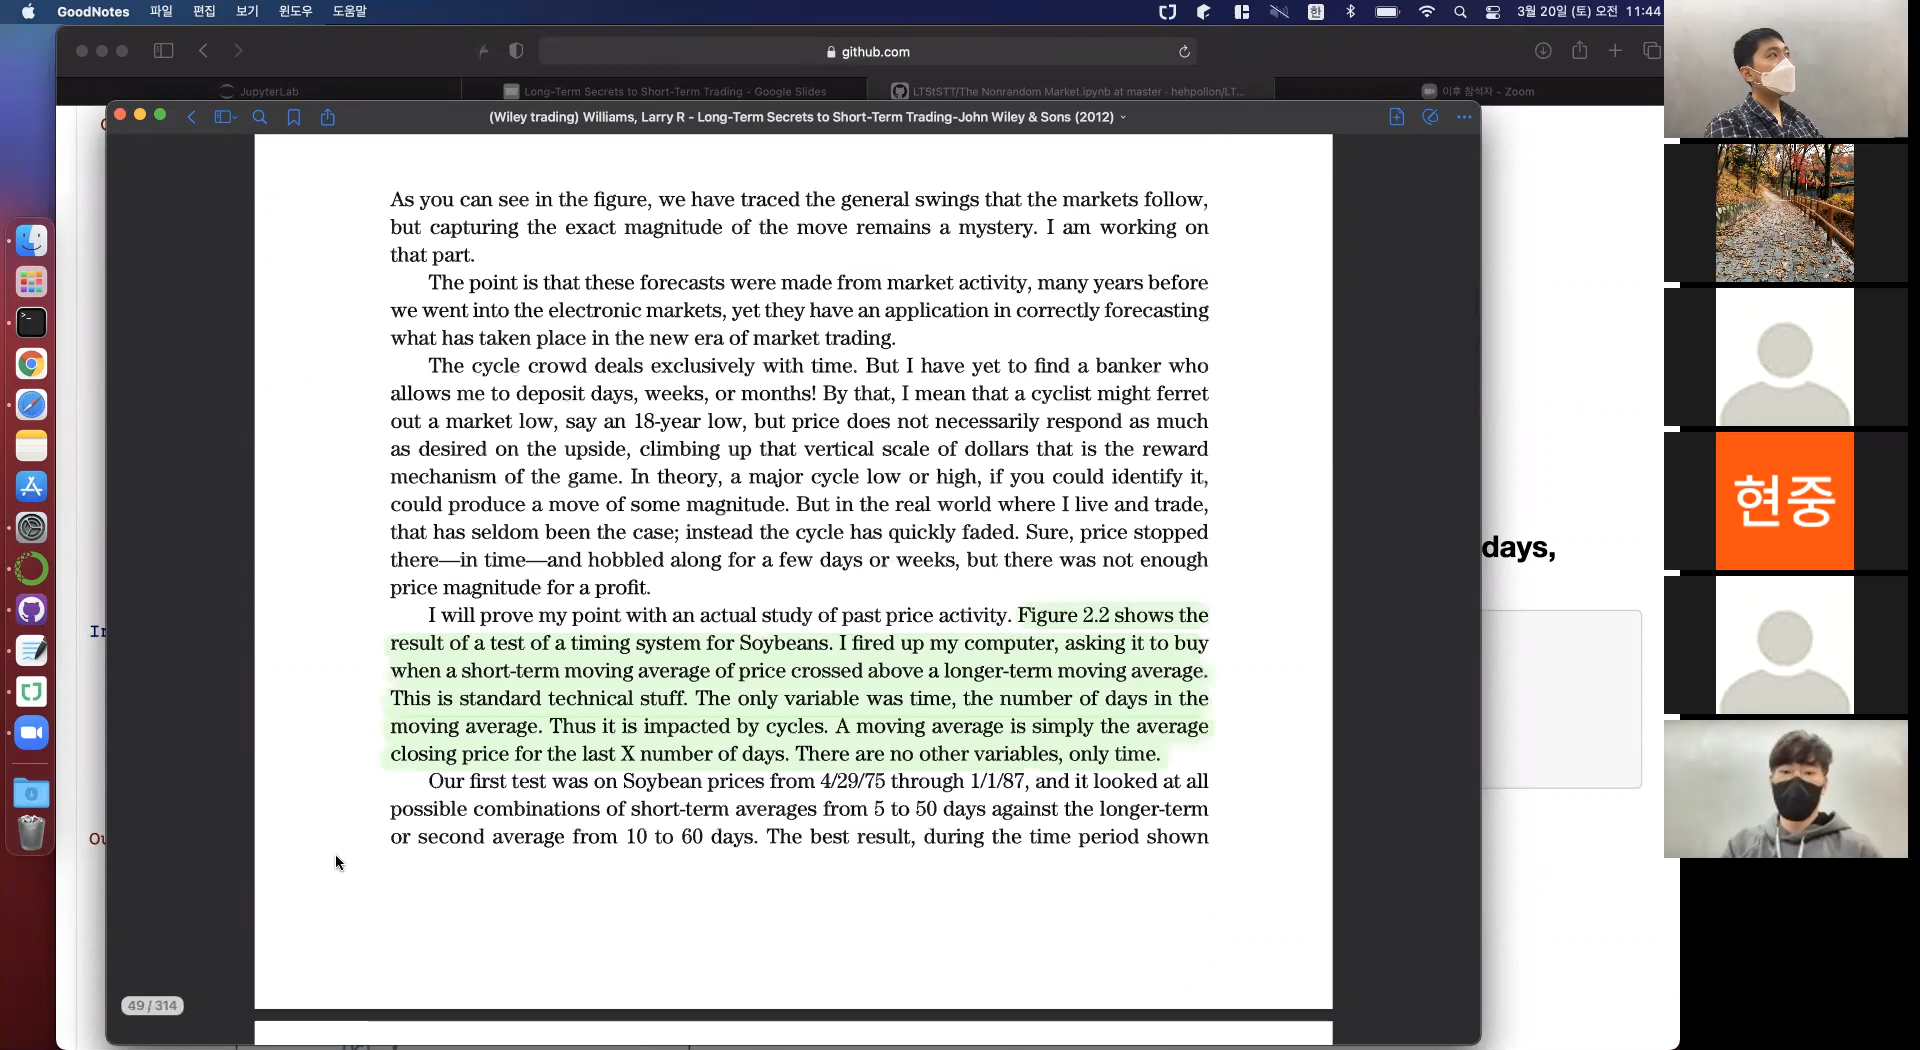 GoodNotes 파일 편집 보기 윈도우 도움말
한 3월 20일 (토) 오전 11:44
github.com
JupyterLab
Long-Term Secrets to Short-Term Trading - Google Slides
LTStSTT/The Nonrandom Market.ipynb at master · hehpollon/LT...
이후 참석자 - Zoom
(Wiley trading) Williams, Larry R - Long-Term Secrets to Short-Term Trading-John Wiley & Sons (2012)
As you can see in the figure, we have traced the general swings that the markets follow,
but capturing the exact magnitude of the move remains a mystery. I am working on
that part.
The point is that these forecasts were made from market activity, many years before
we went into the electronic markets, yet they have an application in correctly forecasting
what has taken place in the new era of market trading.
The cycle crowd deals exclusively with time. But I have yet to find a banker who
allows me to deposit days, weeks, or months! By that, I mean that a cyclist might ferret
out a market low, say an 18-year low, but price does not necessarily respond as much
as desired on the upside, climbing up that vertical scale of dollars that is the reward
mechanism of the game. In theory, a major cycle low or high, if you could identify it,
could produce a move of some magnitude. But in the real world where I live and trade,
that has seldom been the case; instead the cycle has quickly faded. Sure, price stopped
there—in time—and hobbled along for a few days or weeks, but there was not enough
price magnitude for a profit.
I will prove my point with an actual study of past price activity. Figure 2.2 shows the
result of a test of a timing system for Soybeans. I fired up my computer, asking it to buy
when a short-term moving average of price crossed above a longer-term moving average.
This is standard technical stuff. The only variable was time, the number of days in the
moving average. Thus it is impacted by cycles. A moving average is simply the average
closing price for the last X number of days. There are no other variables, only time.
Our first test was on Soybean prices from 4/29/75 through 1/1/87, and it looked at all
possible combinations of short-term averages from 5 to 50 days against the longer-term
or second average from 10 to 60 days. The best result, during the time period shown
49 / 314
days,
현중